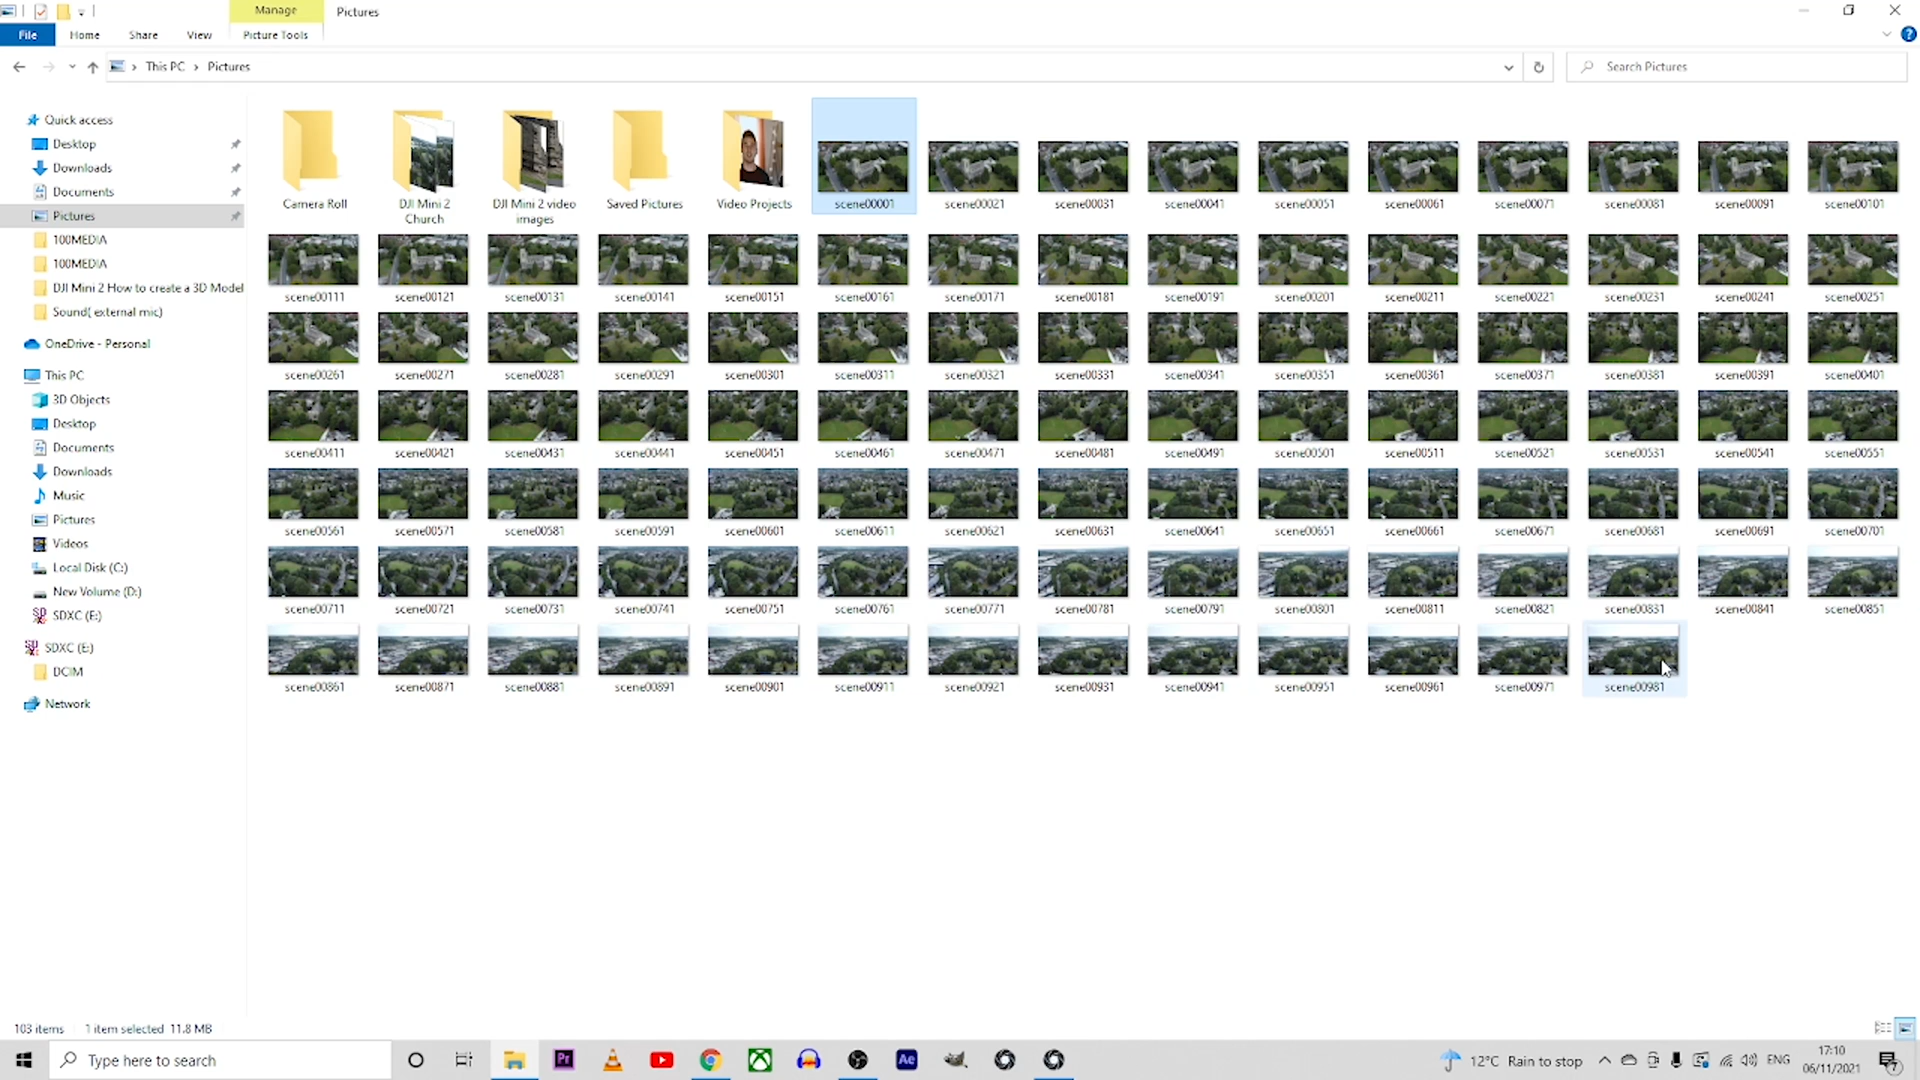 Manage
Pictures
File
Home
Share
View
Picture Tools
This PC
Pictures
Search Pictures
Quick access
Desktop
Downloads
Documents
Pictures
100MEDIA
100MEDIA
DJI Mini 2 How to create a 3D Model
Sound( external mic)
OneDrive - Personal
This PC
3D Objects
Desktop
Documents
Downloads
Music
Pictures
Videos
Local Disk (C:)
New Volume (D:)
SDXC (E:)
SDXC (E:)
DCIM
Network
Camera Roll
DJI Mini 2
Church
DJI Mini 2 video
images
Saved Pictures
Video Projects
scene00001
scene00021
scene00031
scene00041
scene00051
scene00061
scene00071
scene00081
scene00091
scene00101
scene00111
scene00121
scene00131
scene00141
scene00151
scene00161
scene00171
scene00181
scene00191
scene00201
scene00211
scene00221
scene00231
scene00241
scene00251
scene00261
scene00271
scene00281
scene00291
scene00301
scene00311
scene00321
scene00331
scene00341
scene00351
scene00361
scene00371
scene00381
scene00391
scene00401
scene00411
scene00421
scene00431
scene00441
scene00451
scene00461
scene00471
scene00481
scene00491
scene00501
scene00511
scene00521
scene00531
scene00541
scene00551
scene00561
scene00571
scene00581
scene00591
scene00601
scene00611
scene00621
scene00631
scene00641
scene00651
scene00661
scene00671
scene00681
scene00691
scene00701
scene00711
scene00721
scene00731
scene00741
scene00751
scene00761
scene00771
scene00781
scene00791
scene00801
scene00811
scene00821
scene00831
scene00841
scene00851
scene00861
scene00871
scene00881
scene00891
scene00901
scene00911
scene00921
scene00931
scene00941
scene00951
scene00961
scene00971
scene00981
103 items
1 item selected 11.8 MB
Type here to search
Pr
Ae
12°C Rain to stop
ENG
17:10
06/11/2021
7